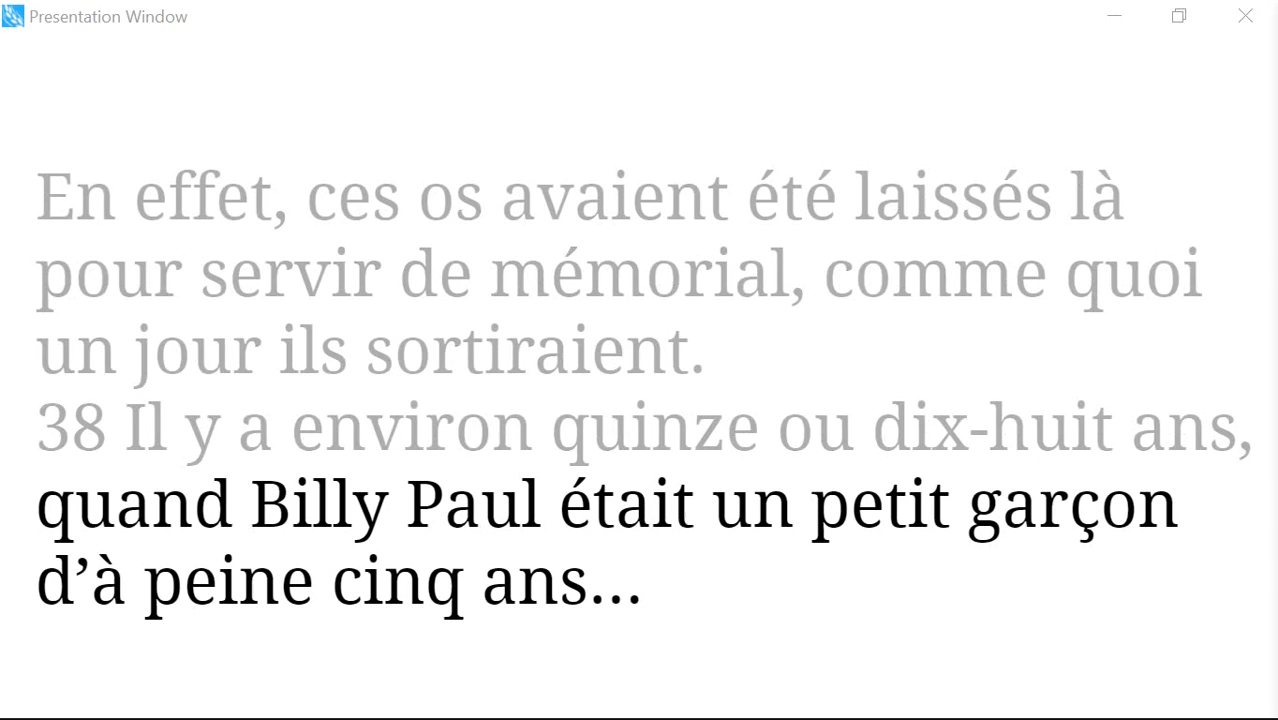 Presentation Window
En effet, ces os avaient été laissés là
pour servir de mémorial, comme quoi
un jour ils sortiraient.
38 Il y a environ quinze ou dix-huit ans,
quand Billy Paul était un petit garçon
d’à peine cinq ans…